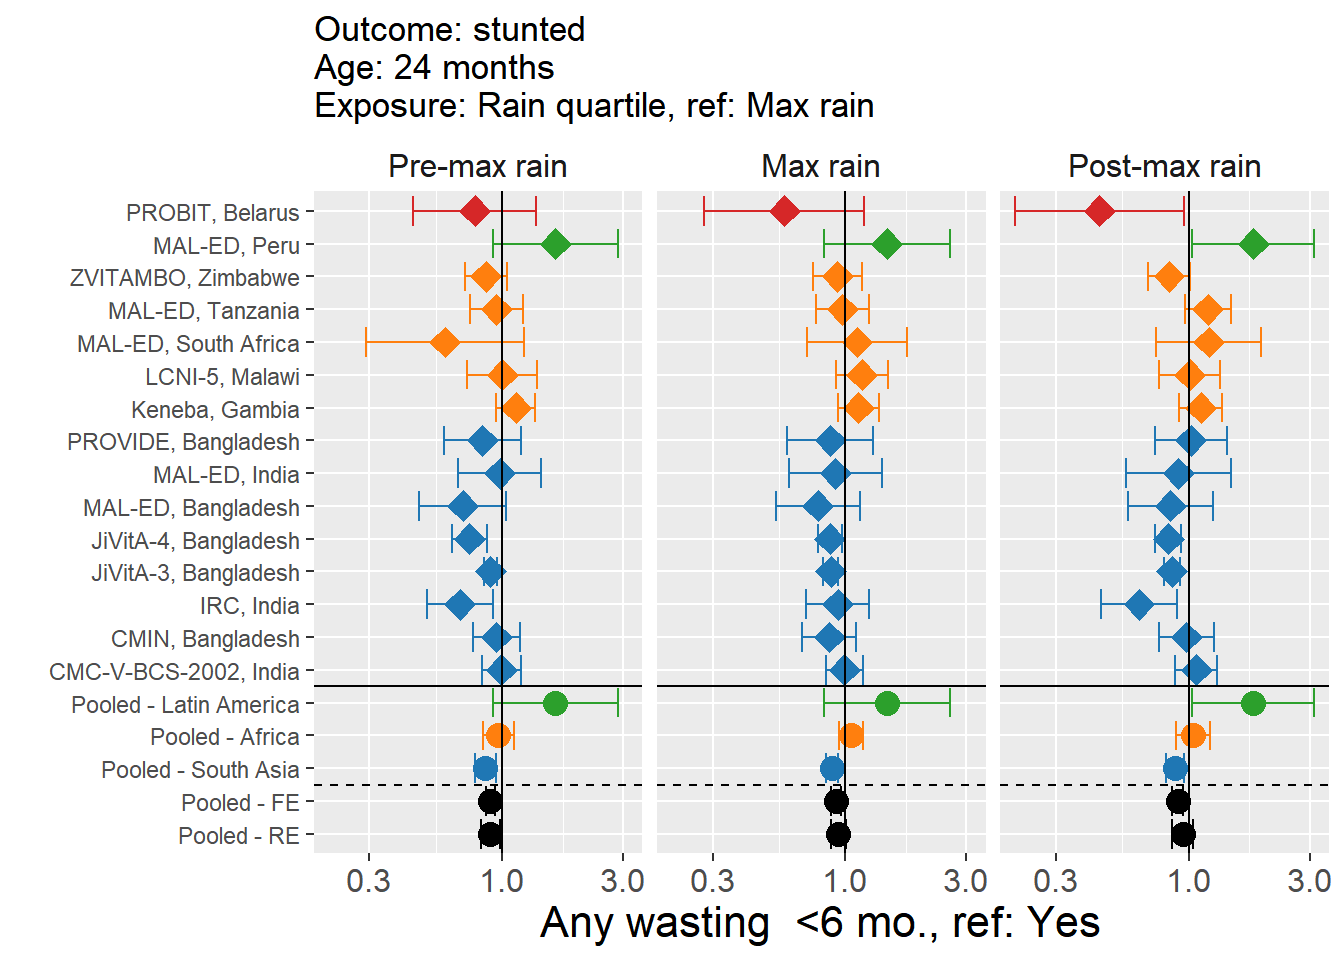 Outcome: stunted
Age: 24 months
Exposure: Rain quartile, ref: Max rain
Pre-max rain
Max rain
Post-max rain
PROBIT, Belarus
MAL-ED, Peru
ZVITAMBO, Zimbabwe
MAL-ED, Tanzania
MAL-ED, South Africa
LCNI-5, Malawi
Keneba, Gambia
PROVIDE, Bangladesh
MAL-ED, India
MAL-ED, Bangladesh
JiVitA-4, Bangladesh
JiVitA-3, Bangladesh
IRC, India
CMIN, Bangladesh
CMC-V-BCS-2002, India
Pooled - Latin America
Pooled - Africa
Pooled - South Asia
Pooled - FE
Pooled - RE
0.3 1.0 3.0 0.3 1.0 3.0 0.3 1.0 3.0
Any wasting  <6 mo., ref: Yes